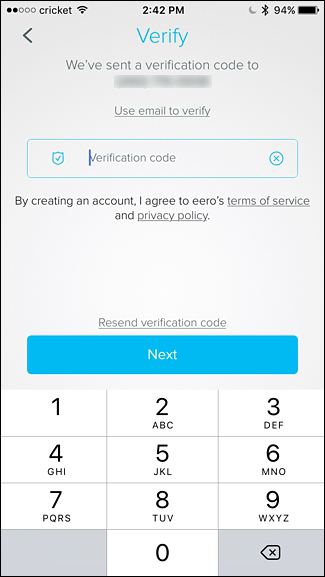 cricket 2:42 PM 94%
Verify
We've sent a verification code to
Use email to verify
Verification code
By creating an account, I agree to eero's terms of service
and privacy policy.
Resend verification code
Next
1 2 3
ABC DEF
4 5 6
GHI JKL MNO
7 8 9
PQRS TUV WXYZ
0